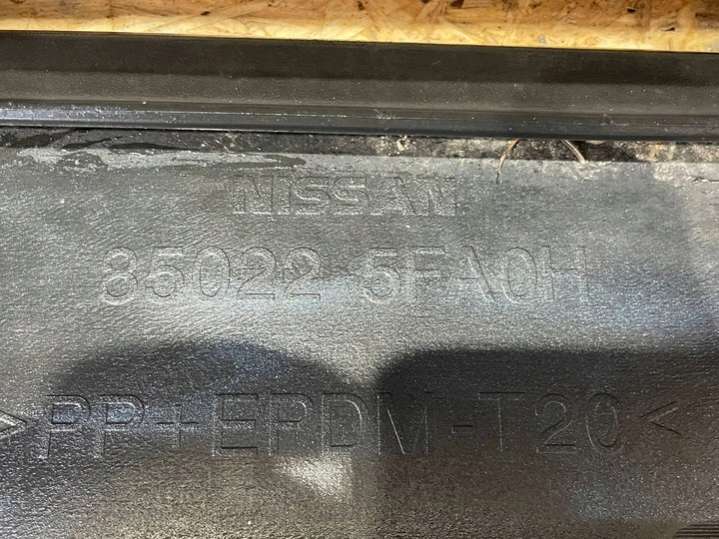 NISSAN
85022 5FA0H
>PP+EPDM-T20<